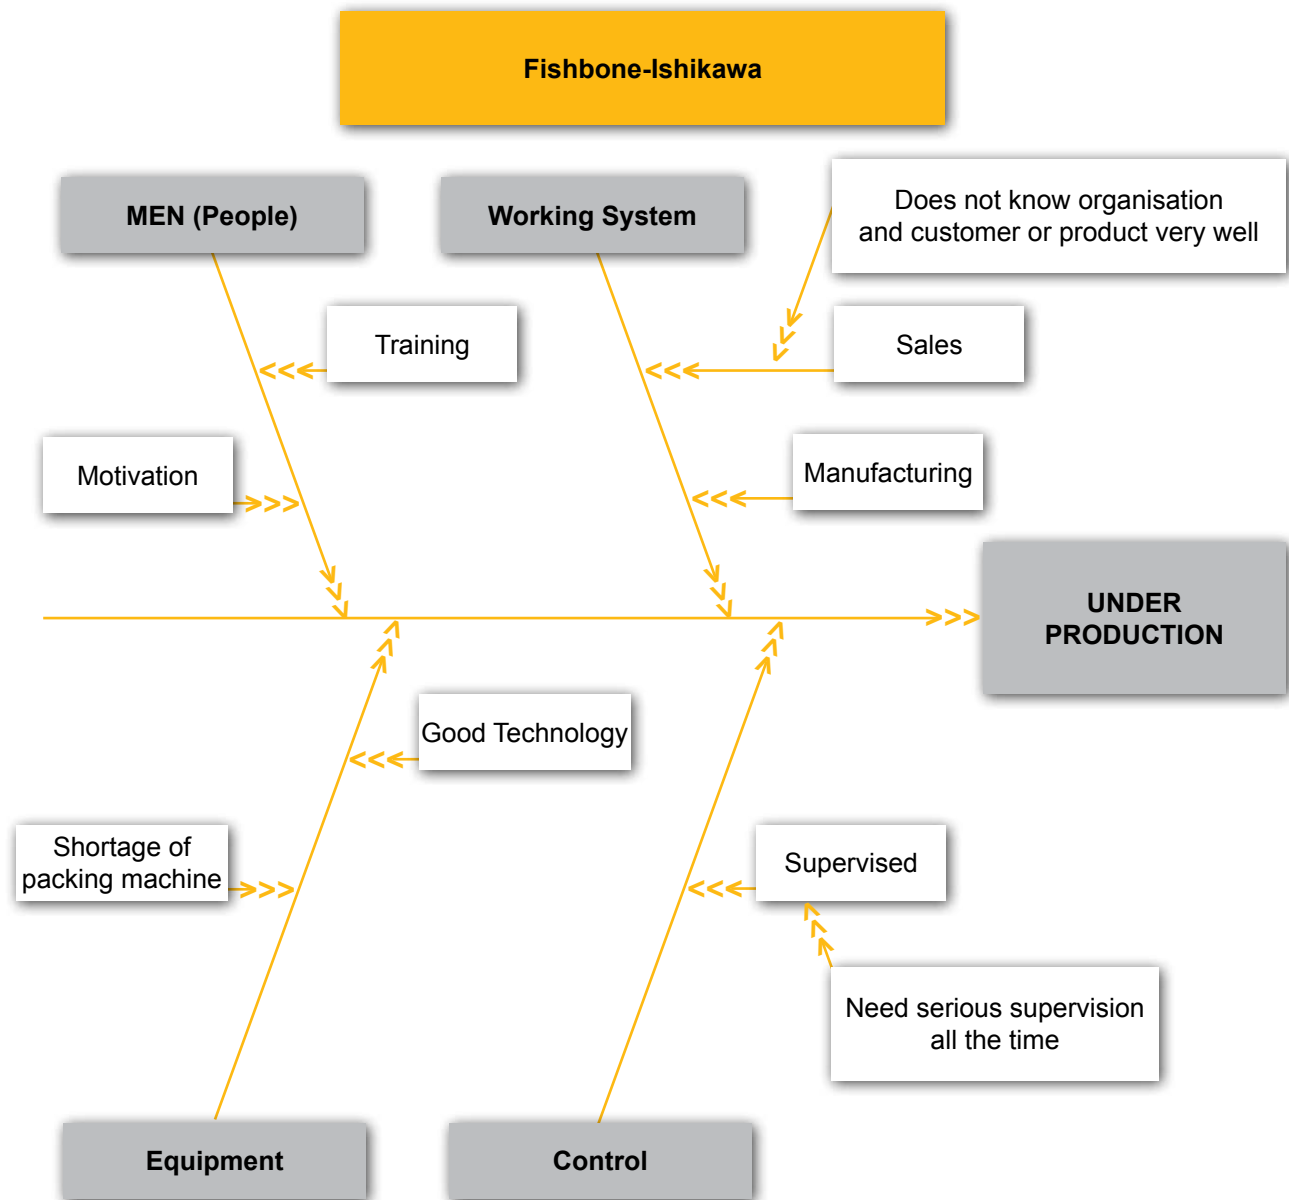 Fishbone-Ishikawa
MEN (People)
Working System
Does not know organisation
and customer or product very well
Training
Sales
Motivation
Manufacturing
UNDER
PRODUCTION
Good Technology
Shortage of
packing machine
Supervised
Need serious supervision
all the time
Equipment
Control